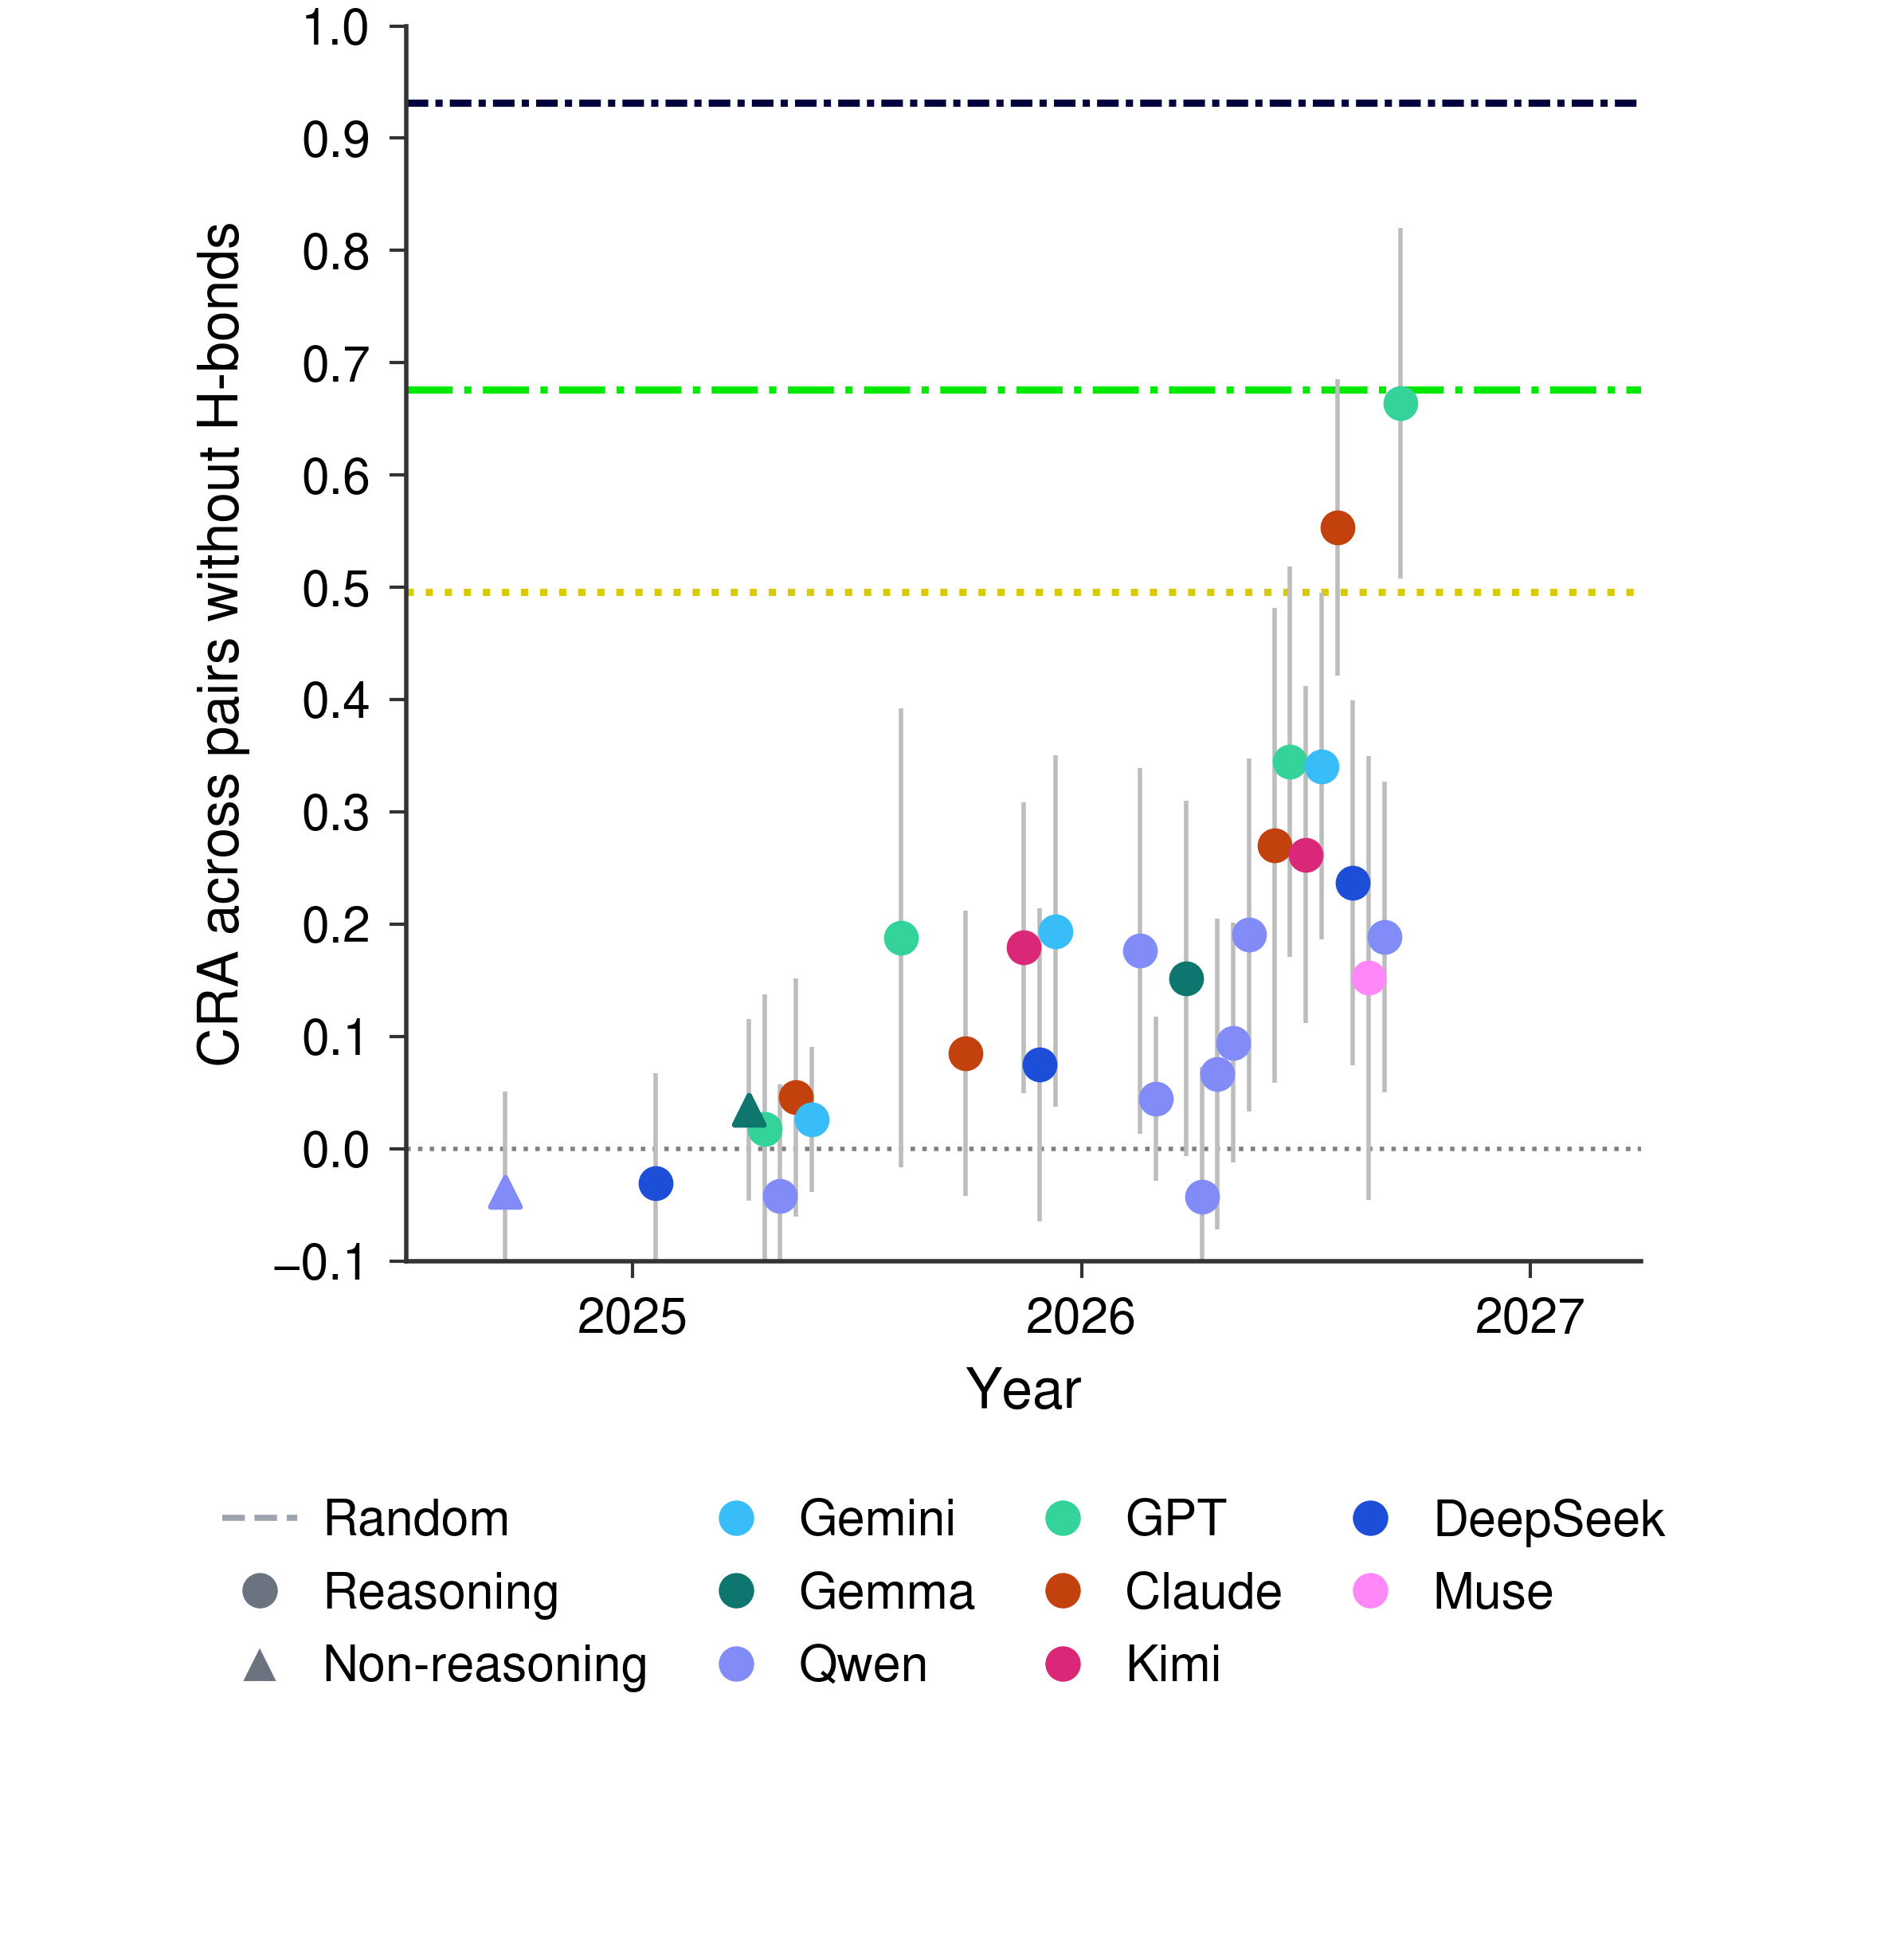 1.0
0.9
0.8
0.7
0.6
0.5
0.4
0.3
0.2
0.1
0.0
−0.1
CRA across pairs without H-bonds
2025 2026 2027
Year
Random Gemini GPT DeepSeek
Reasoning Gemma Claude Muse
Non-reasoning Qwen Kimi